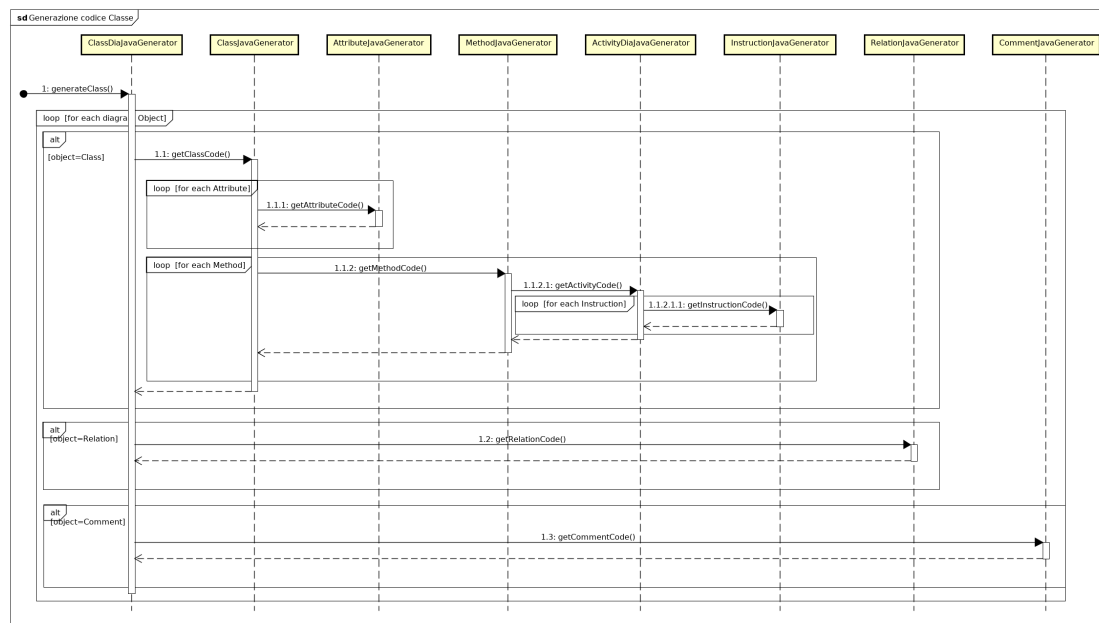 sd Generazione codice Classe
ClassDiaJavaGenerator
ClassJavaGenerator
AttributeJavaGenerator
MethodJavaGenerator
ActivityDiaJavaGenerator
InstructionJavaGenerator
RelationJavaGenerator
CommentJavaGenerator
1: generateClass()
loop [for each diagra Object]
alt
[object=Class]
1.1: getClassCode()
loop [for each Attribute]
1.1.1: getAttributeCode()
loop [for each Method]
1.1.2: getMethodCode()
1.1.2.1: getActivityCode()
loop [for each Instruction]
1.1.2.1.1: getInstructionCode()
alt
[object=Relation]
1.2: getRelationCode()
alt
[object=Comment]
1.3: getCommentCode()